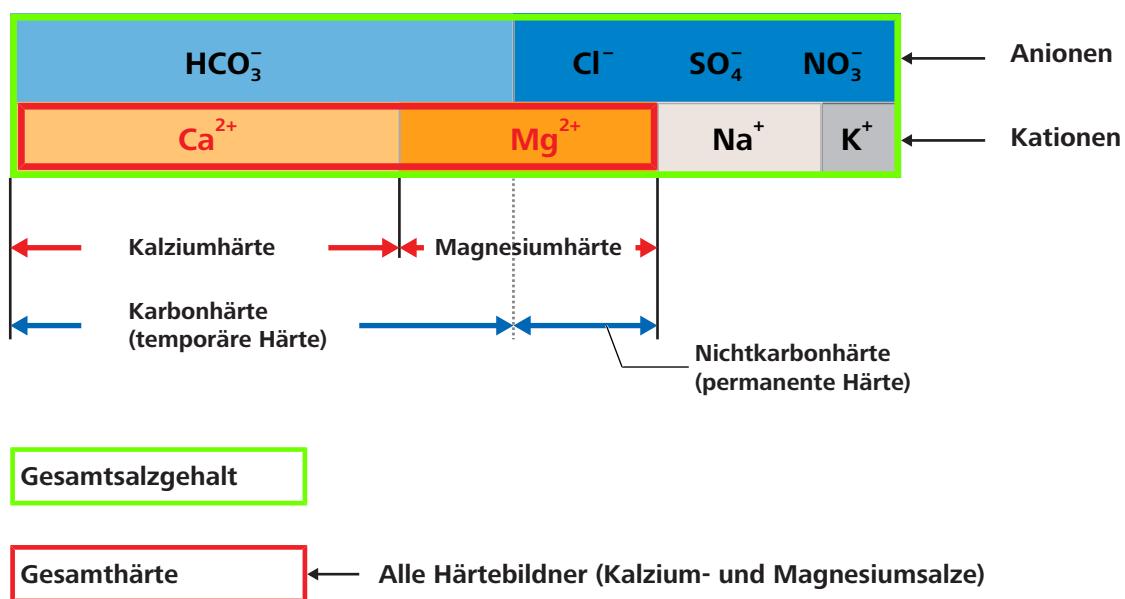 HCO₃⁻ Cl⁻ SO₄⁻ NO₃⁻ Anionen
Ca²⁺ Mg²⁺ Na⁺ K⁺ Kationen
Kalziumhärte Magnesiumhärte
Karbonhärte
(temporäre Härte)
Nichtkarbonhärte
(permanente Härte)
Gesamtsalzgehalt
Gesamthärte Alle Härtebildner (Kalzium- und Magnesiumsalze)